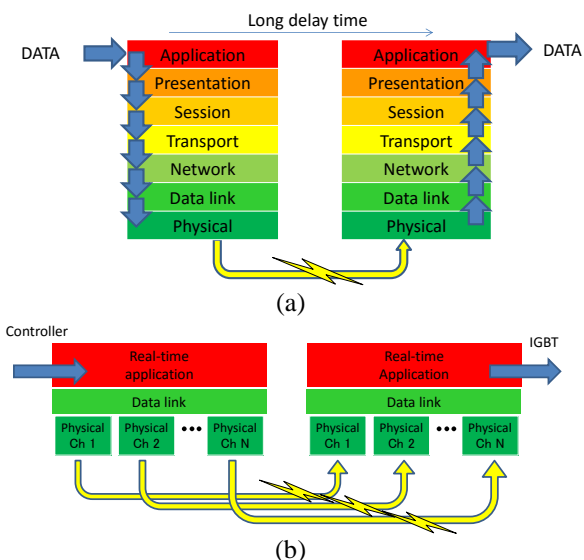 Long delay time
DATA
Application
Application
DATA
Presentation
Presentation
Session
Session
Transport
Transport
Network
Network
Data link
Data link
Physical
Physical
(a)
Controller
IGBT
Real-time
application
Real-time
Application
Data link
Data link
Physical
Ch 1
Physical
Ch 2
•••
Physical
Ch N
Physical
Ch 1
Physical
Ch 2
•••
Physical
Ch N
(b)